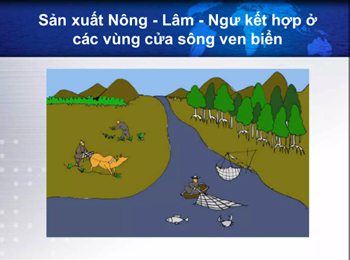 Sản xuất Nông - Lâm - Ngư kết hợp ở
các vùng cửa sông ven biển